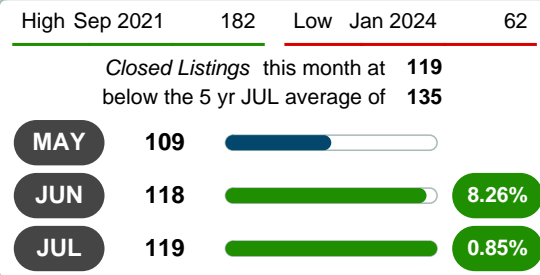 High Sep 2021 182 Low Jan 2024 62
Closed Listings this month at 119
below the 5 yr JUL average of 135
MAY 109
JUN 118 8.26%
JUL 119 0.85%